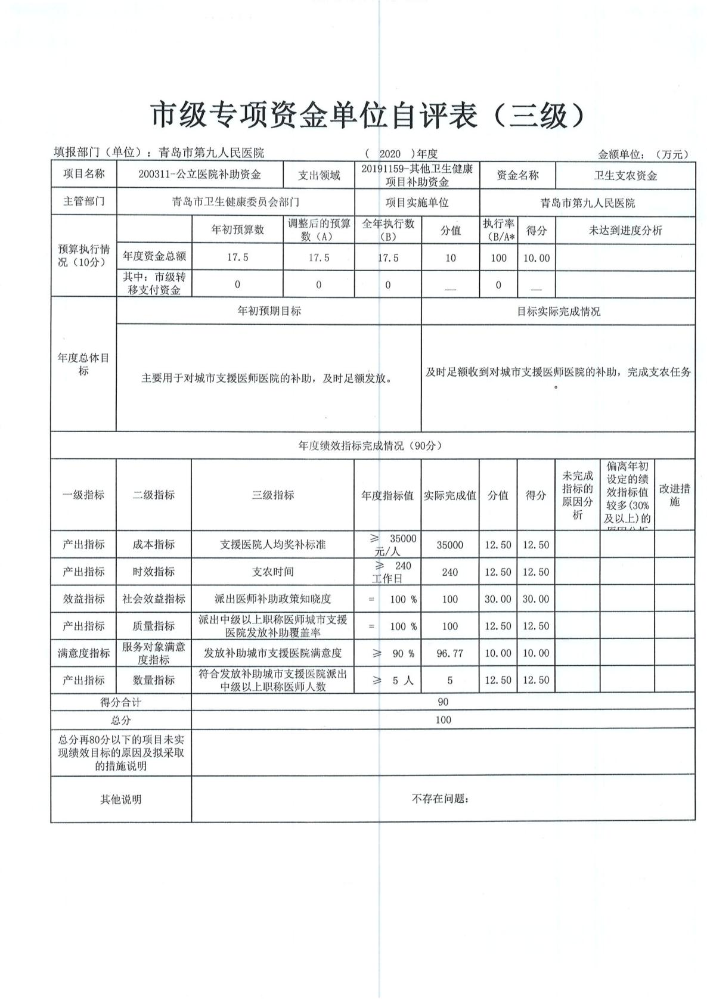 市级专项资金单位自评表（三级）
填报部门（单位）：青岛市第九人民医院 （ 2020 ）年度 金额单位：（万元）
项目名称 200311-公立医院补助资金 支出领域 20191159-其他卫生健康项目补助资金 资金名称 卫生支农资金
主管部门 青岛市卫生健康委员会部门 项目实施单位 青岛市第九人民医院
预算执行情况（10分） 年初预算数 调整后的预算数（A） 全年执行数（B） 分值 执行率（B/A* 得分 未达到进度分析
年度资金总额 17.5 17.5 17.5 10 100 10.00
其中：市级转移支付资金 0 0 0 — 0 —
年度总体目标 年初预期目标 目标实际完成情况
主要用于对城市支援医师医院的补助，及时足额发放。 及时足额收到对城市支援医师医院的补助，完成支农任务。
年度绩效指标完成情况（90分）
一级指标 二级指标 三级指标 年度指标值 实际完成值 分值 得分 未完成指标的原因分析 偏离年初设定的绩效指标值较多(30%及以上)的 改进措施
产出指标 成本指标 支援医院人均奖补标准 ≥ 35000 元/人 35000 12.50 12.50
产出指标 时效指标 支农时间 ≥ 240 工作日 240 12.50 12.50
效益指标 社会效益指标 派出医师补助政策知晓度 = 100 % 100 30.00 30.00
产出指标 质量指标 派出中级以上职称医师城市支援医院发放补助覆盖率 = 100 % 100 12.50 12.50
满意度指标 服务对象满意度指标 发放补助城市支援医院满意度 ≥ 90 % 96.77 10.00 10.00
产出指标 数量指标 符合发放补助城市支援医院派出中级以上职称医师人数 ≥ 5 人 5 12.50 12.50
得分合计 90
总分 100
总分再80分以下的项目未实现绩效目标的原因及拟采取的措施说明
其他说明 不存在问题：